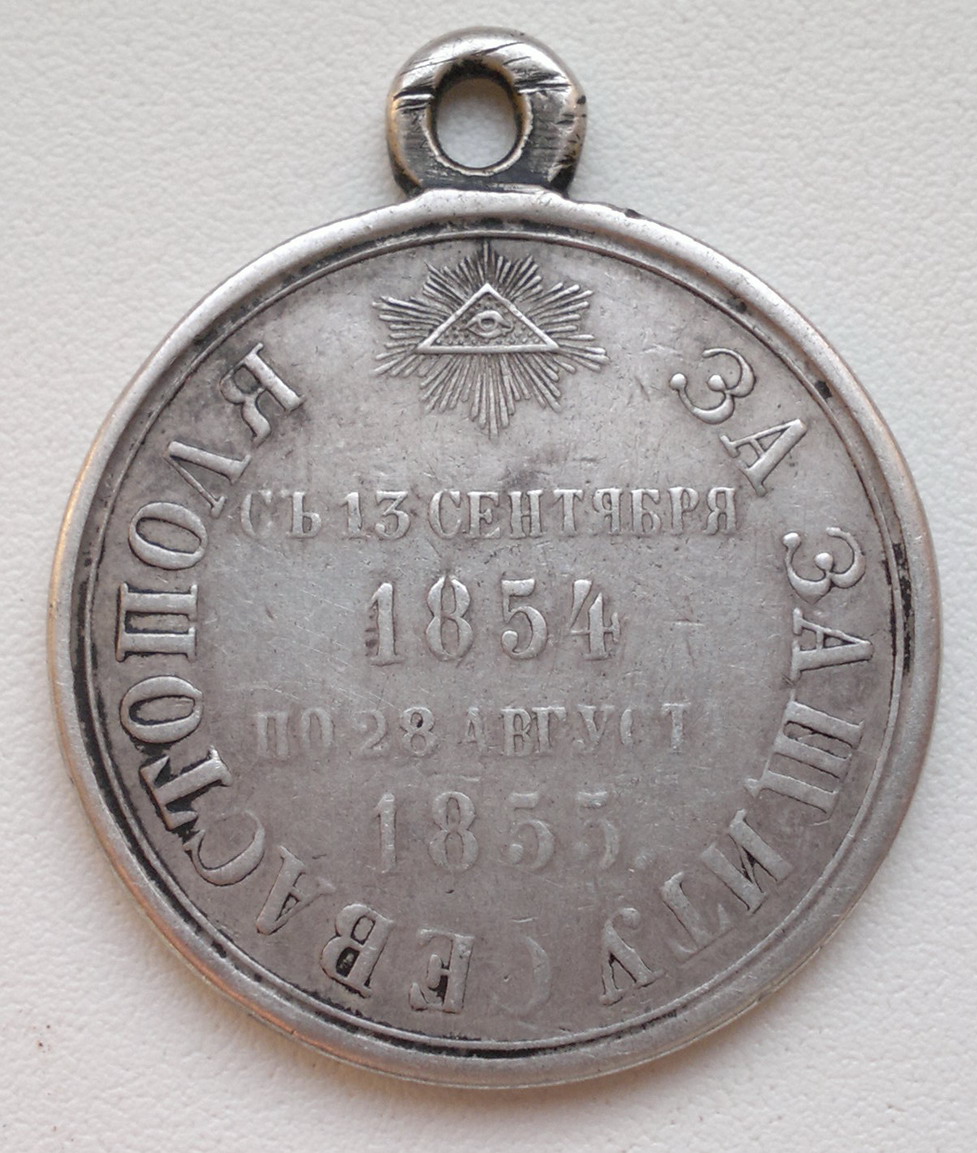 ЗА ЗАЩИТУ СЕВАСТОПОЛЯ
СЪ 13 СЕНТЯБРЯ
1854
ПО 28 АВГУСТ
1855.